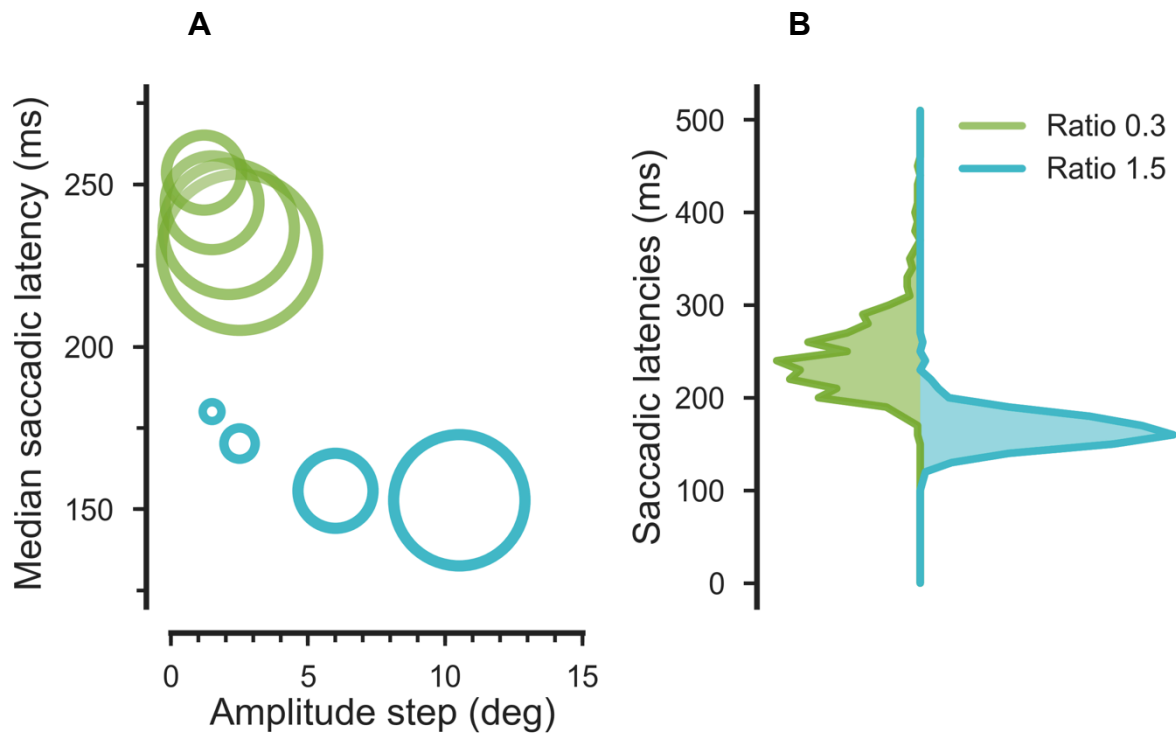 A
Median saccadic latency (ms)
250
200
150
0 5 10 15
Amplitude step (deg)
B
Saccadic latencies (ms)
500
400
300
200
100
0
Ratio 0.3
Ratio 1.5